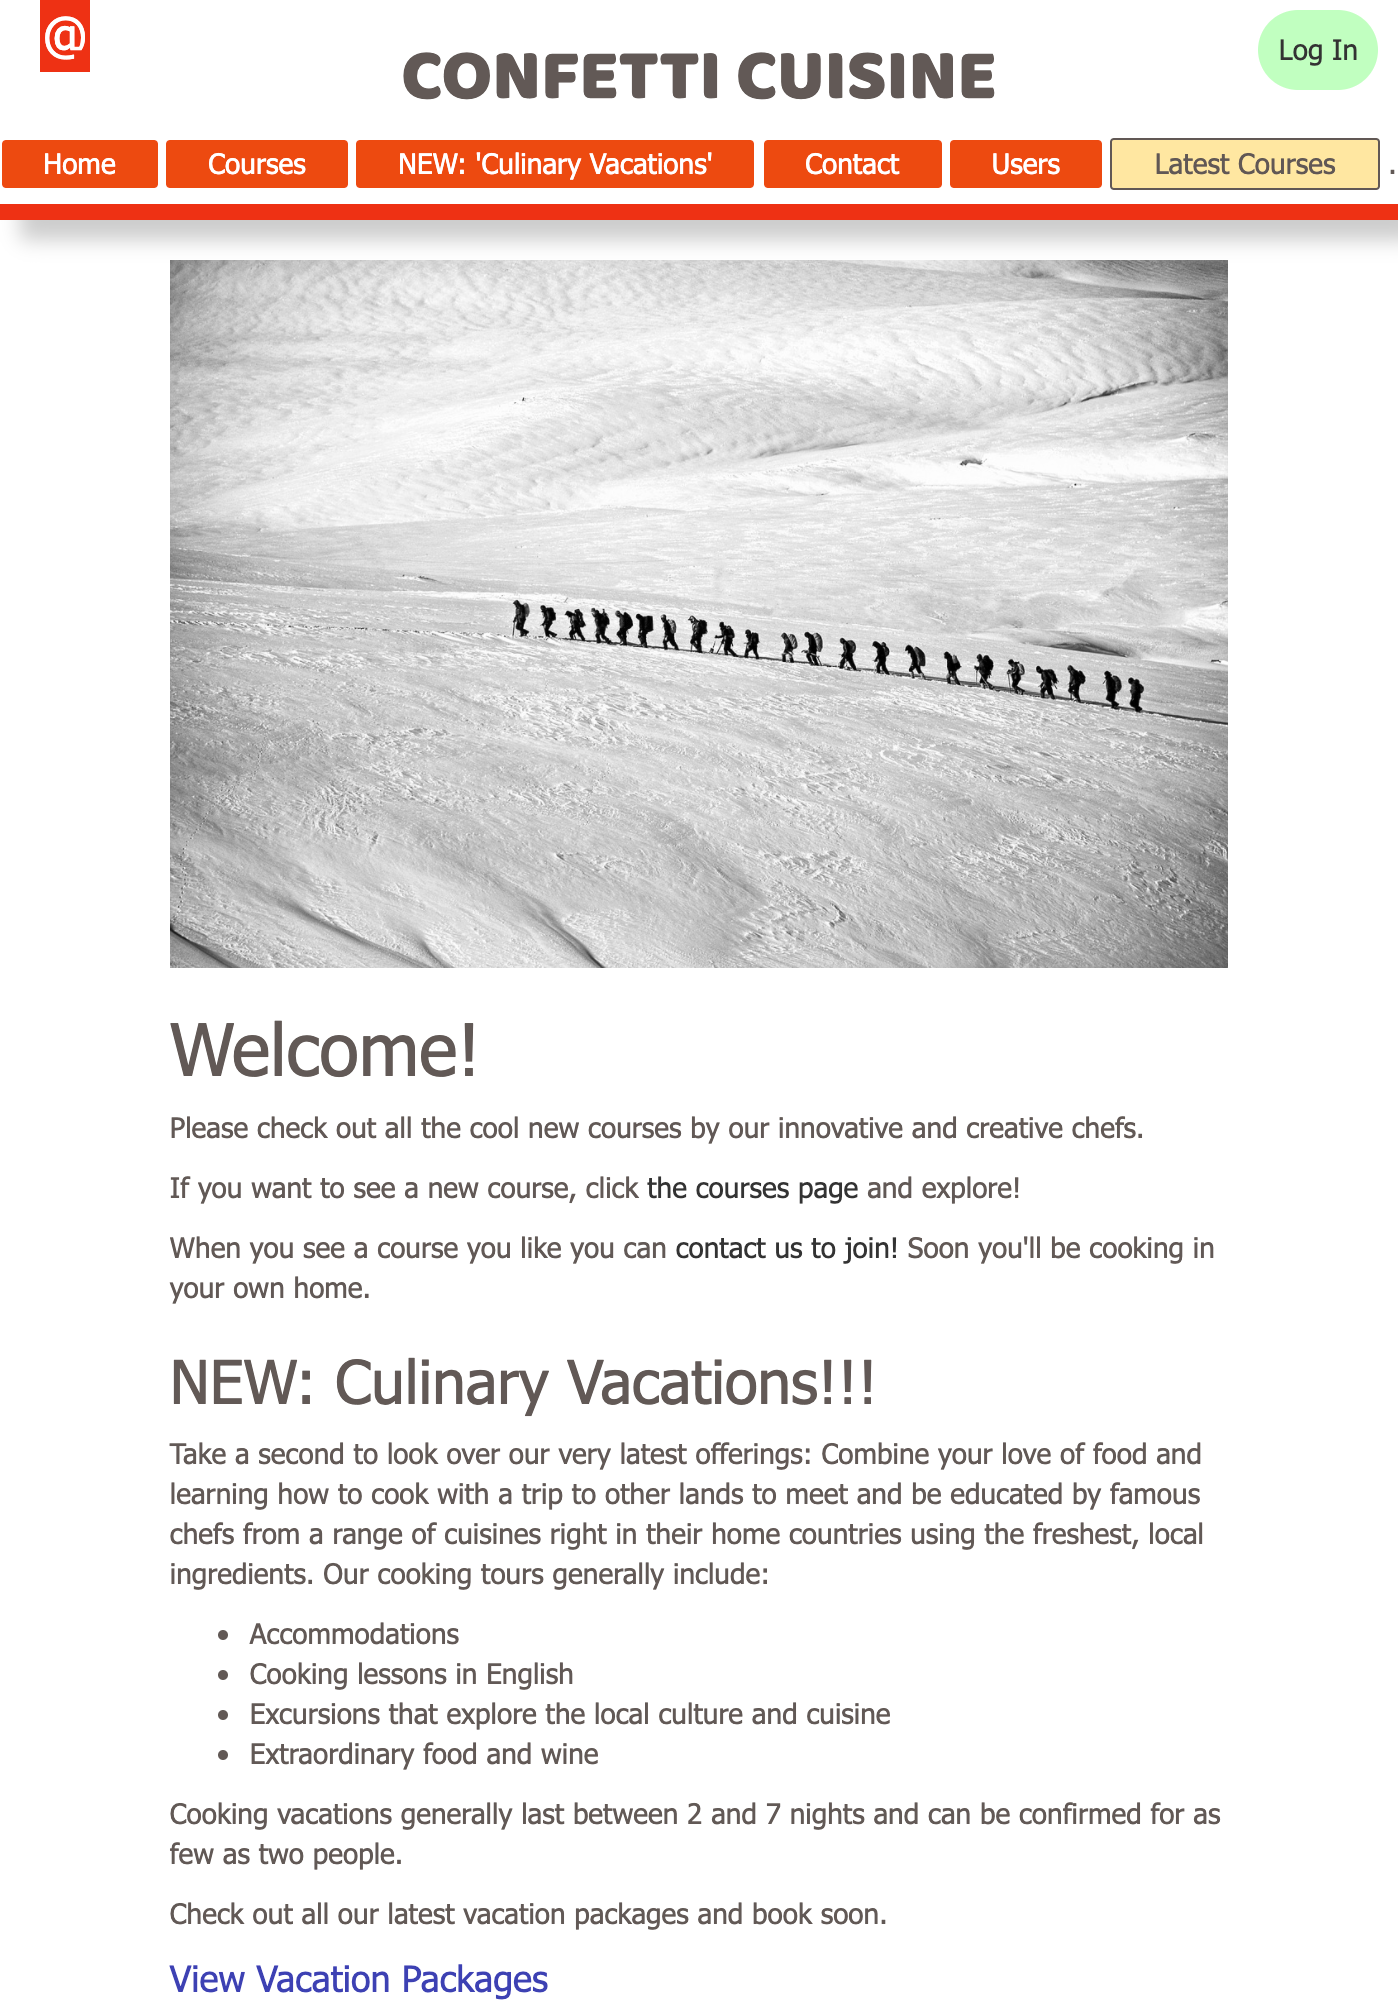 @
CONFETTI CUISINE
Log In
Home Courses NEW: 'Culinary Vacations' Contact Users Latest Courses .
Welcome!
Please check out all the cool new courses by our innovative and creative chefs.
If you want to see a new course, click the courses page and explore!
When you see a course you like you can contact us to join! Soon you'll be cooking in
your own home.
NEW: Culinary Vacations!!!
Take a second to look over our very latest offerings: Combine your love of food and
learning how to cook with a trip to other lands to meet and be educated by famous
chefs from a range of cuisines right in their home countries using the freshest, local
ingredients. Our cooking tours generally include:
• Accommodations
• Cooking lessons in English
• Excursions that explore the local culture and cuisine
• Extraordinary food and wine
Cooking vacations generally last between 2 and 7 nights and can be confirmed for as
few as two people.
Check out all our latest vacation packages and book soon.
View Vacation Packages